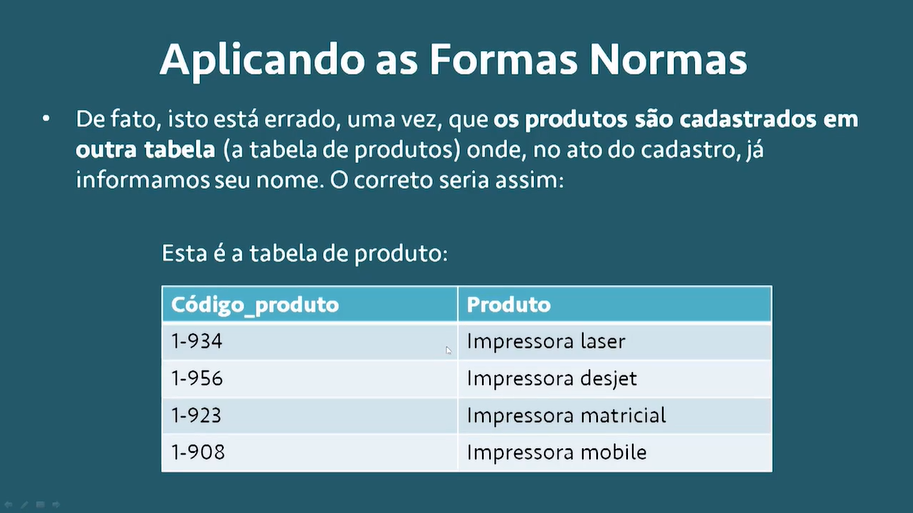 Aplicando as Formas Normas
• De fato, isto está errado, uma vez, que os produtos são cadastrados em
outra tabela (a tabela de produtos) onde, no ato do cadastro, já
informamos seu nome. O correto seria assim:
Esta é a tabela de produto:
Código_produto Produto
1-934 Impressora laser
1-956 Impressora desjet
1-923 Impressora matricial
1-908 Impressora mobile